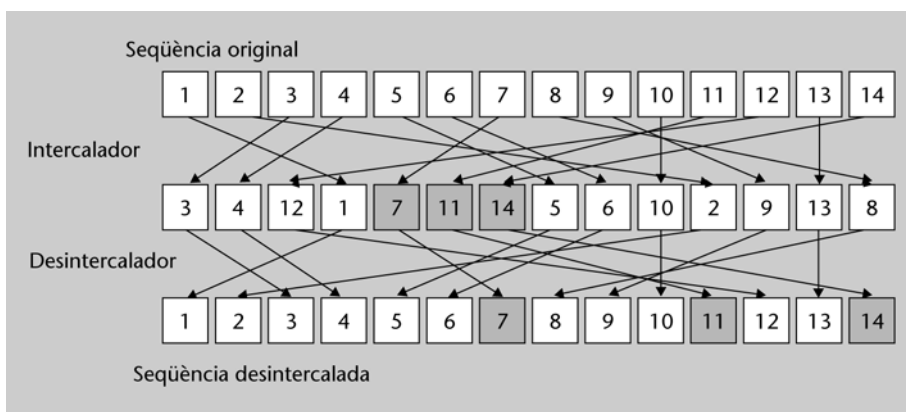 Seqüència original
1 2 3 4 5 6 7 8 9 10 11 12 13 14
Intercalador
3 4 12 1 7 11 14 5 6 10 2 9 13 8
Desintercalador
1 2 3 4 5 6 7 8 9 10 11 12 13 14
Seqüència desintercalada